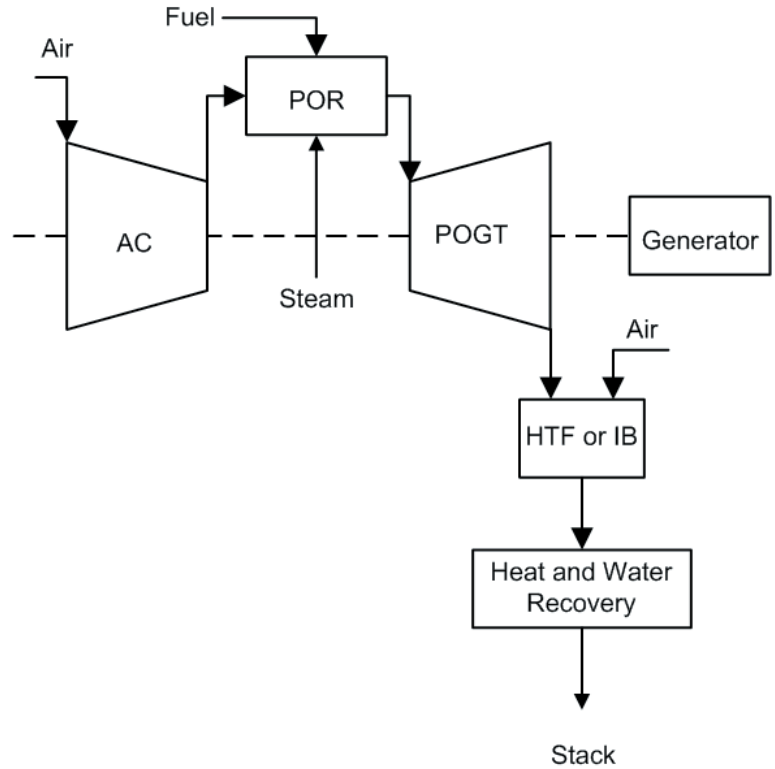 Fuel
Air
POR
AC
POGT
Generator
Steam
Air
HTF or IB
Heat and Water
Recovery
Stack